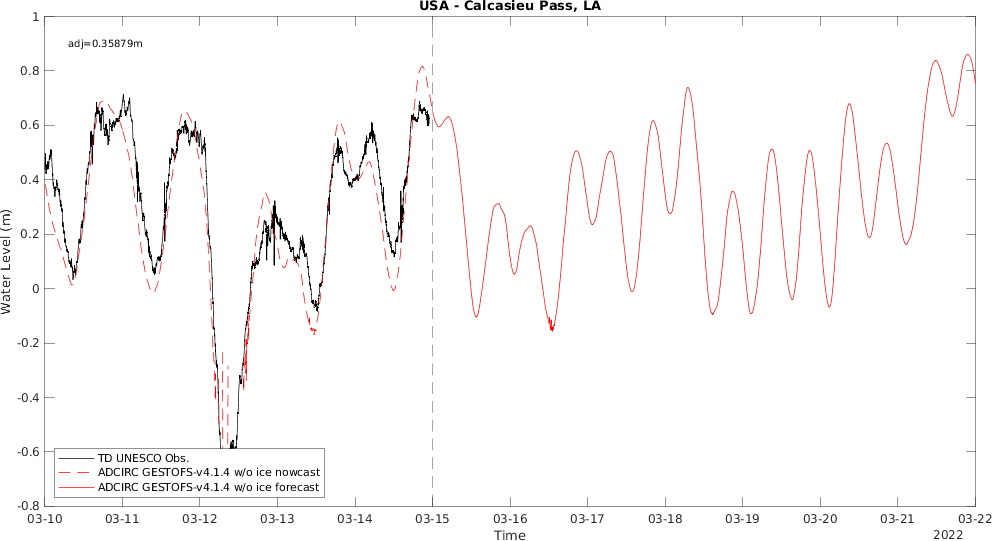 USA - Calcasieu Pass, LA
adj=0.35879m
1
0.8
0.6
0.4
0.2
0
-0.2
-0.4
-0.6
-0.8
Water Level (m)
TD UNESCO Obs.
ADCIRC GESTOFS-v4.1.4 w/o ice nowcast
ADCIRC GESTOFS-v4.1.4 w/o ice forecast
03-10 03-11 03-12 03-13 03-14 03-15 03-16 03-17 03-18 03-19 03-20 03-21 03-22
Time
2022